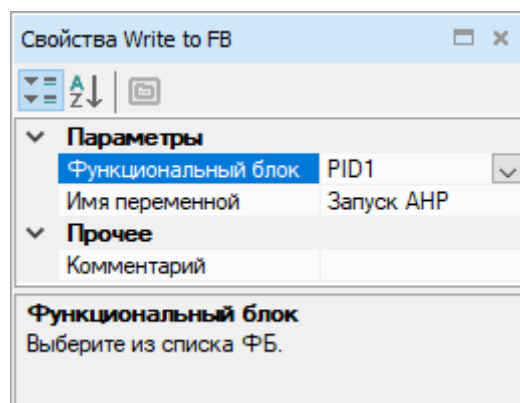 Свойства Write to FB
Параметры
Функциональный блок PID1
Имя переменной Запуск АНР
Прочее
Комментарий
Функциональный блок
Выберите из списка ФБ.